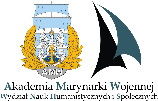 Akademia Marynarki Wojennej
Wydział Nauk Humanistycznych i Społecznych